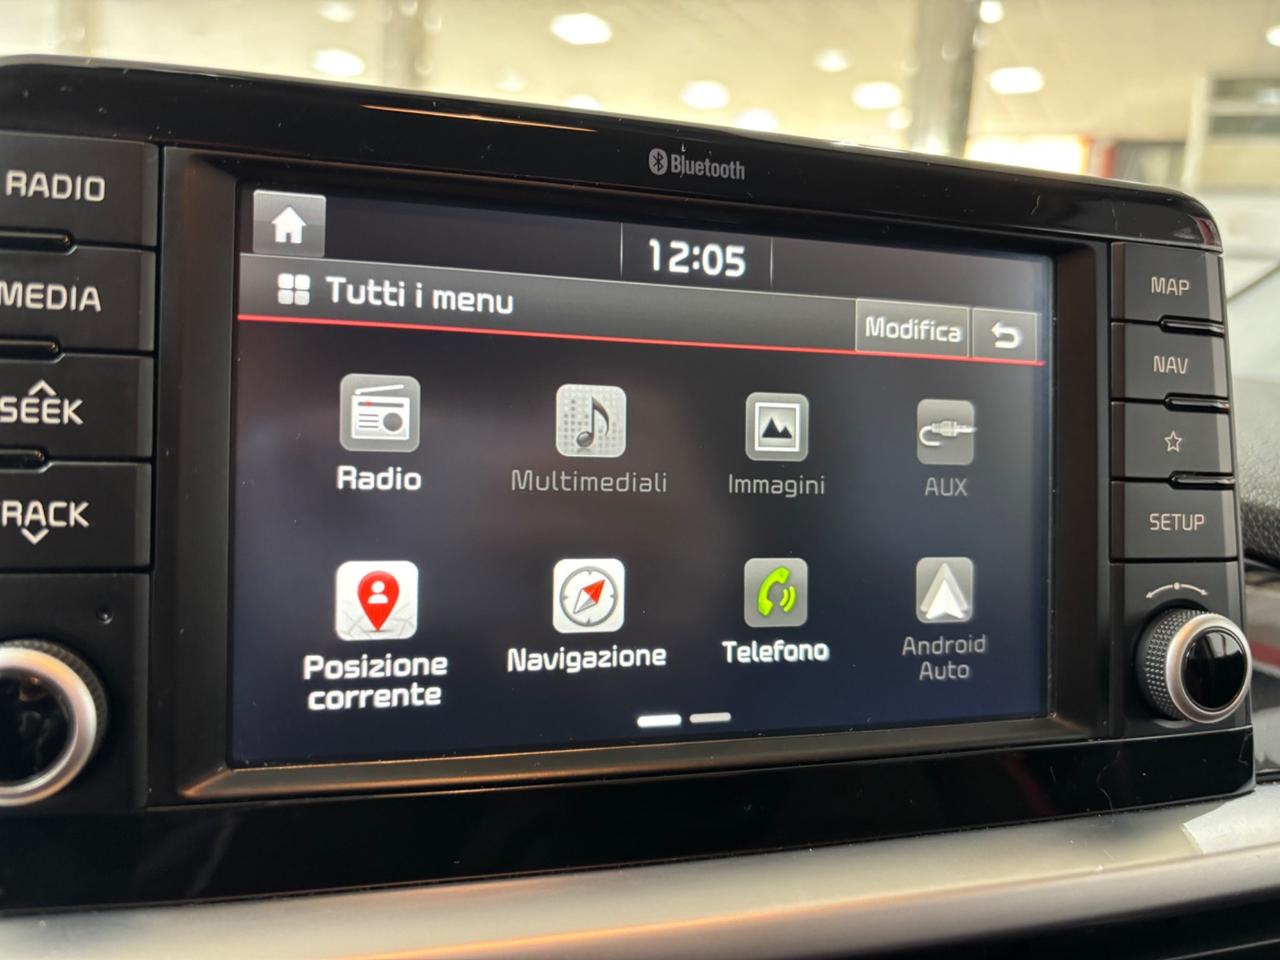 Bluetooth
RADIO
MEDIA
SEEK
TRACK
12:05
Tutti i menu
Modifica
Radio
Multimediali
Immagini
AUX
Posizione
corrente
Navigazione
Telefono
Android
Auto
MAP
NAV
SETUP